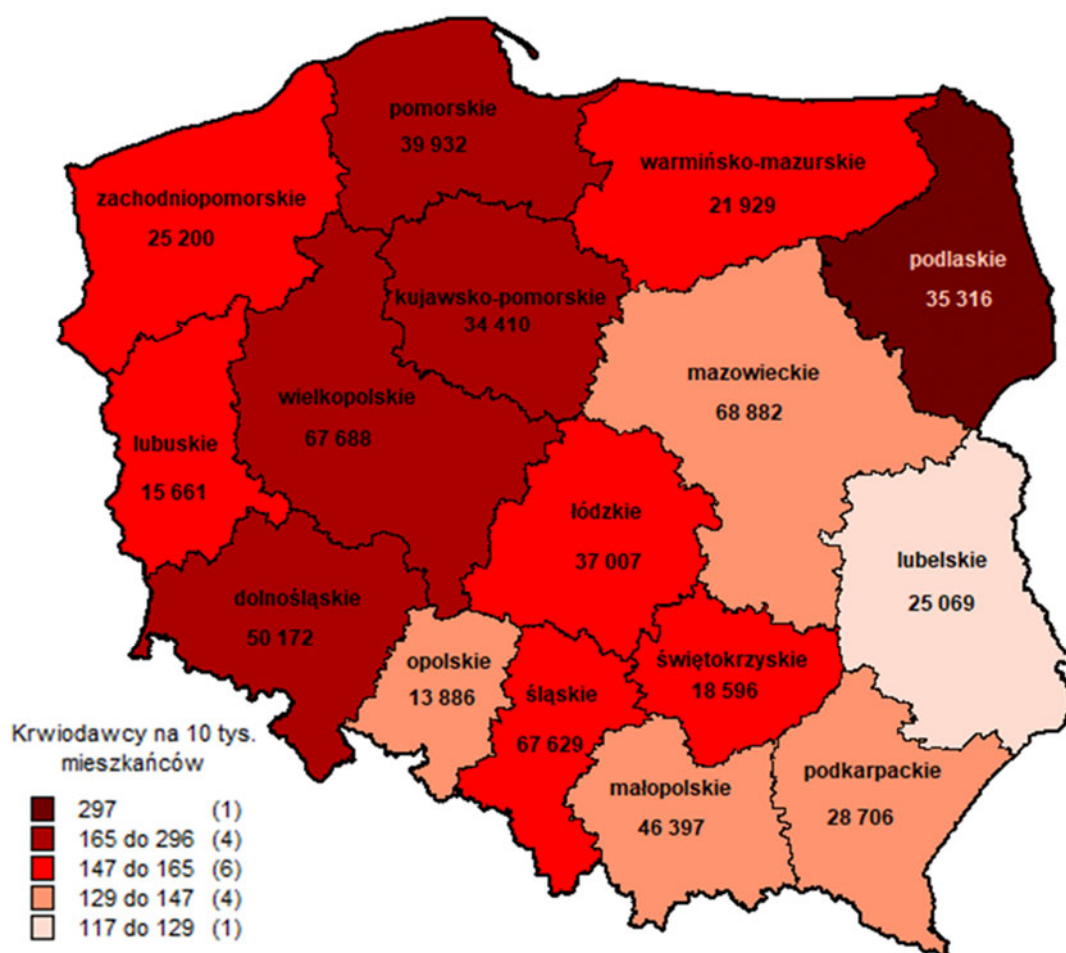 pomorskie
39 932
warmińsko-mazurskie
21 929
zachodniopomorskie
25 200
podlaskie
35 316
kujawsko-pomorskie
34 410
mazowieckie
68 882
wielkopolskie
67 688
lubuskie
15 661
łódzkie
37 007
lubelskie
25 069
dolnośląskie
50 172
opolskie
13 886
śląskie
67 629
świętokrzyskie
18 596
małopolskie
46 397
podkarpackie
28 706
Krwiodawcy na 10 tys.
mieszkańców
297 (1)
165 do 296 (4)
147 do 165 (6)
129 do 147 (4)
117 do 129 (1)